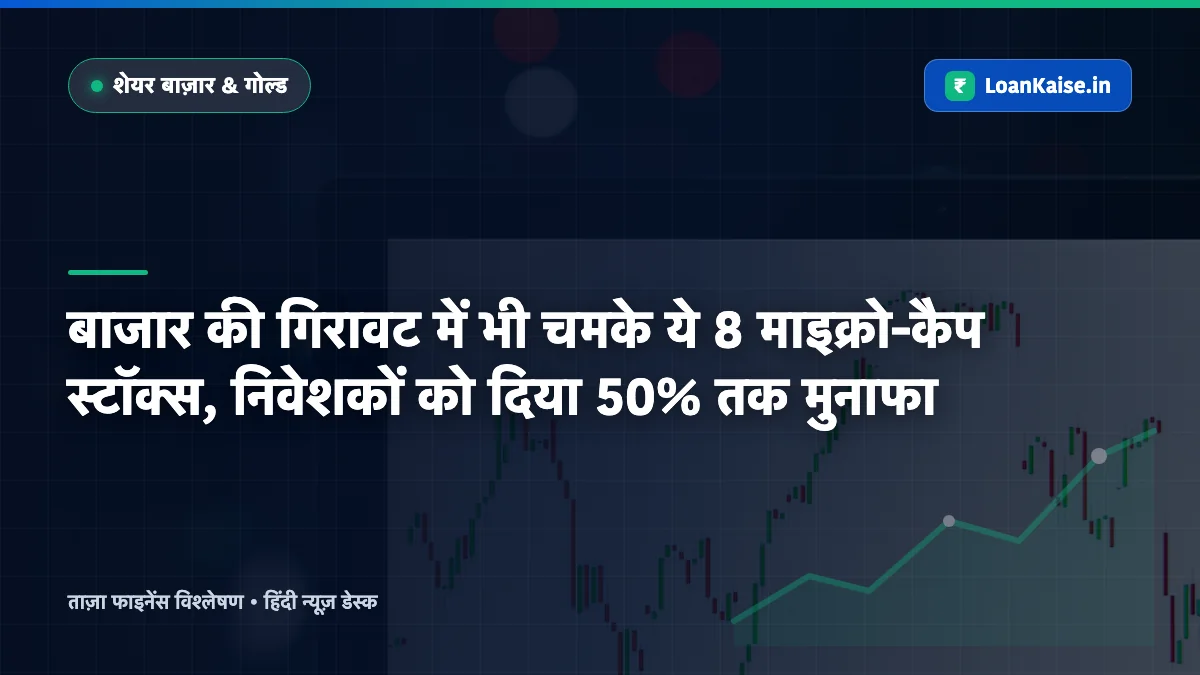 शेयर बाज़ार & गोल्ड
₹ LoanKaise.in
बाजार की गिरावट में भी चमके ये 8 माइक्रो-कैप
स्टॉक्स, निवेशकों को दिया 50% तक मुनाफा
ताज़ा फाइनेंस विश्लेषण • हिंदी न्यूज़ डेस्क